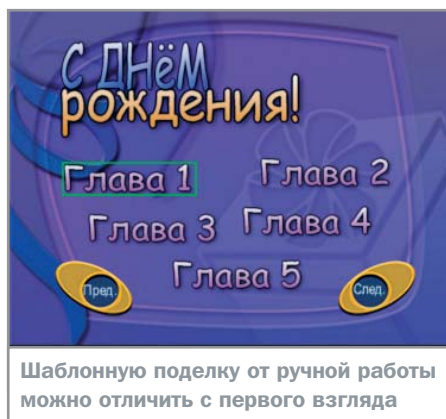 С ДНёМ
рождения!
Глава 1
Глава 2
Глава 3
Глава 4
Глава 5
Пред.
След.
Шаблонную поделку от ручной работы
можно отличить с первого взгляда